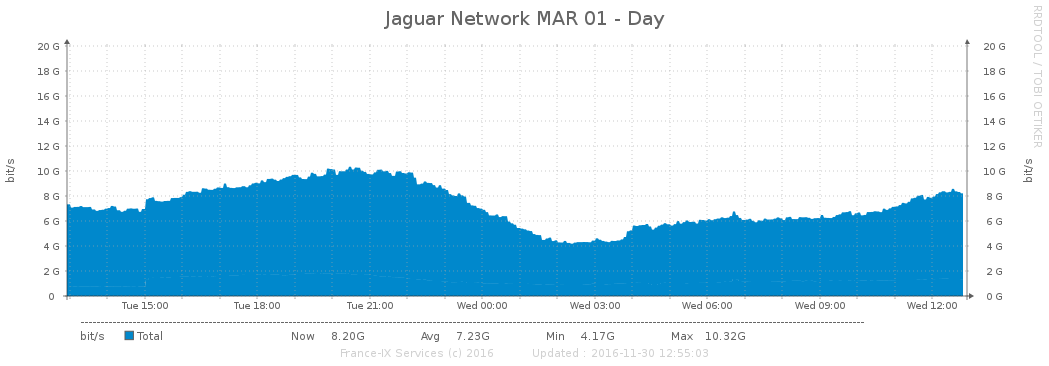 Jaguar Network MAR 01 - Day
RRDTOOL / TOBI OETIKER
20 G 20 G
18 G 18 G
16 G 16 G
14 G 14 G
12 G 12 G
10 G 10 G
8 G 8 G
6 G 6 G
4 G 4 G
2 G 2 G
0 0 G
bit/s
bit/s
Tue 15:00 Tue 18:00 Tue 21:00 Wed 00:00 Wed 03:00 Wed 06:00 Wed 09:00 Wed 12:00
bit/s Total Now 8.20G Avg 7.23G Min 4.17G Max 10.32G
France-IX Services (c) 2016 Updated : 2016-11-30 12:55:03